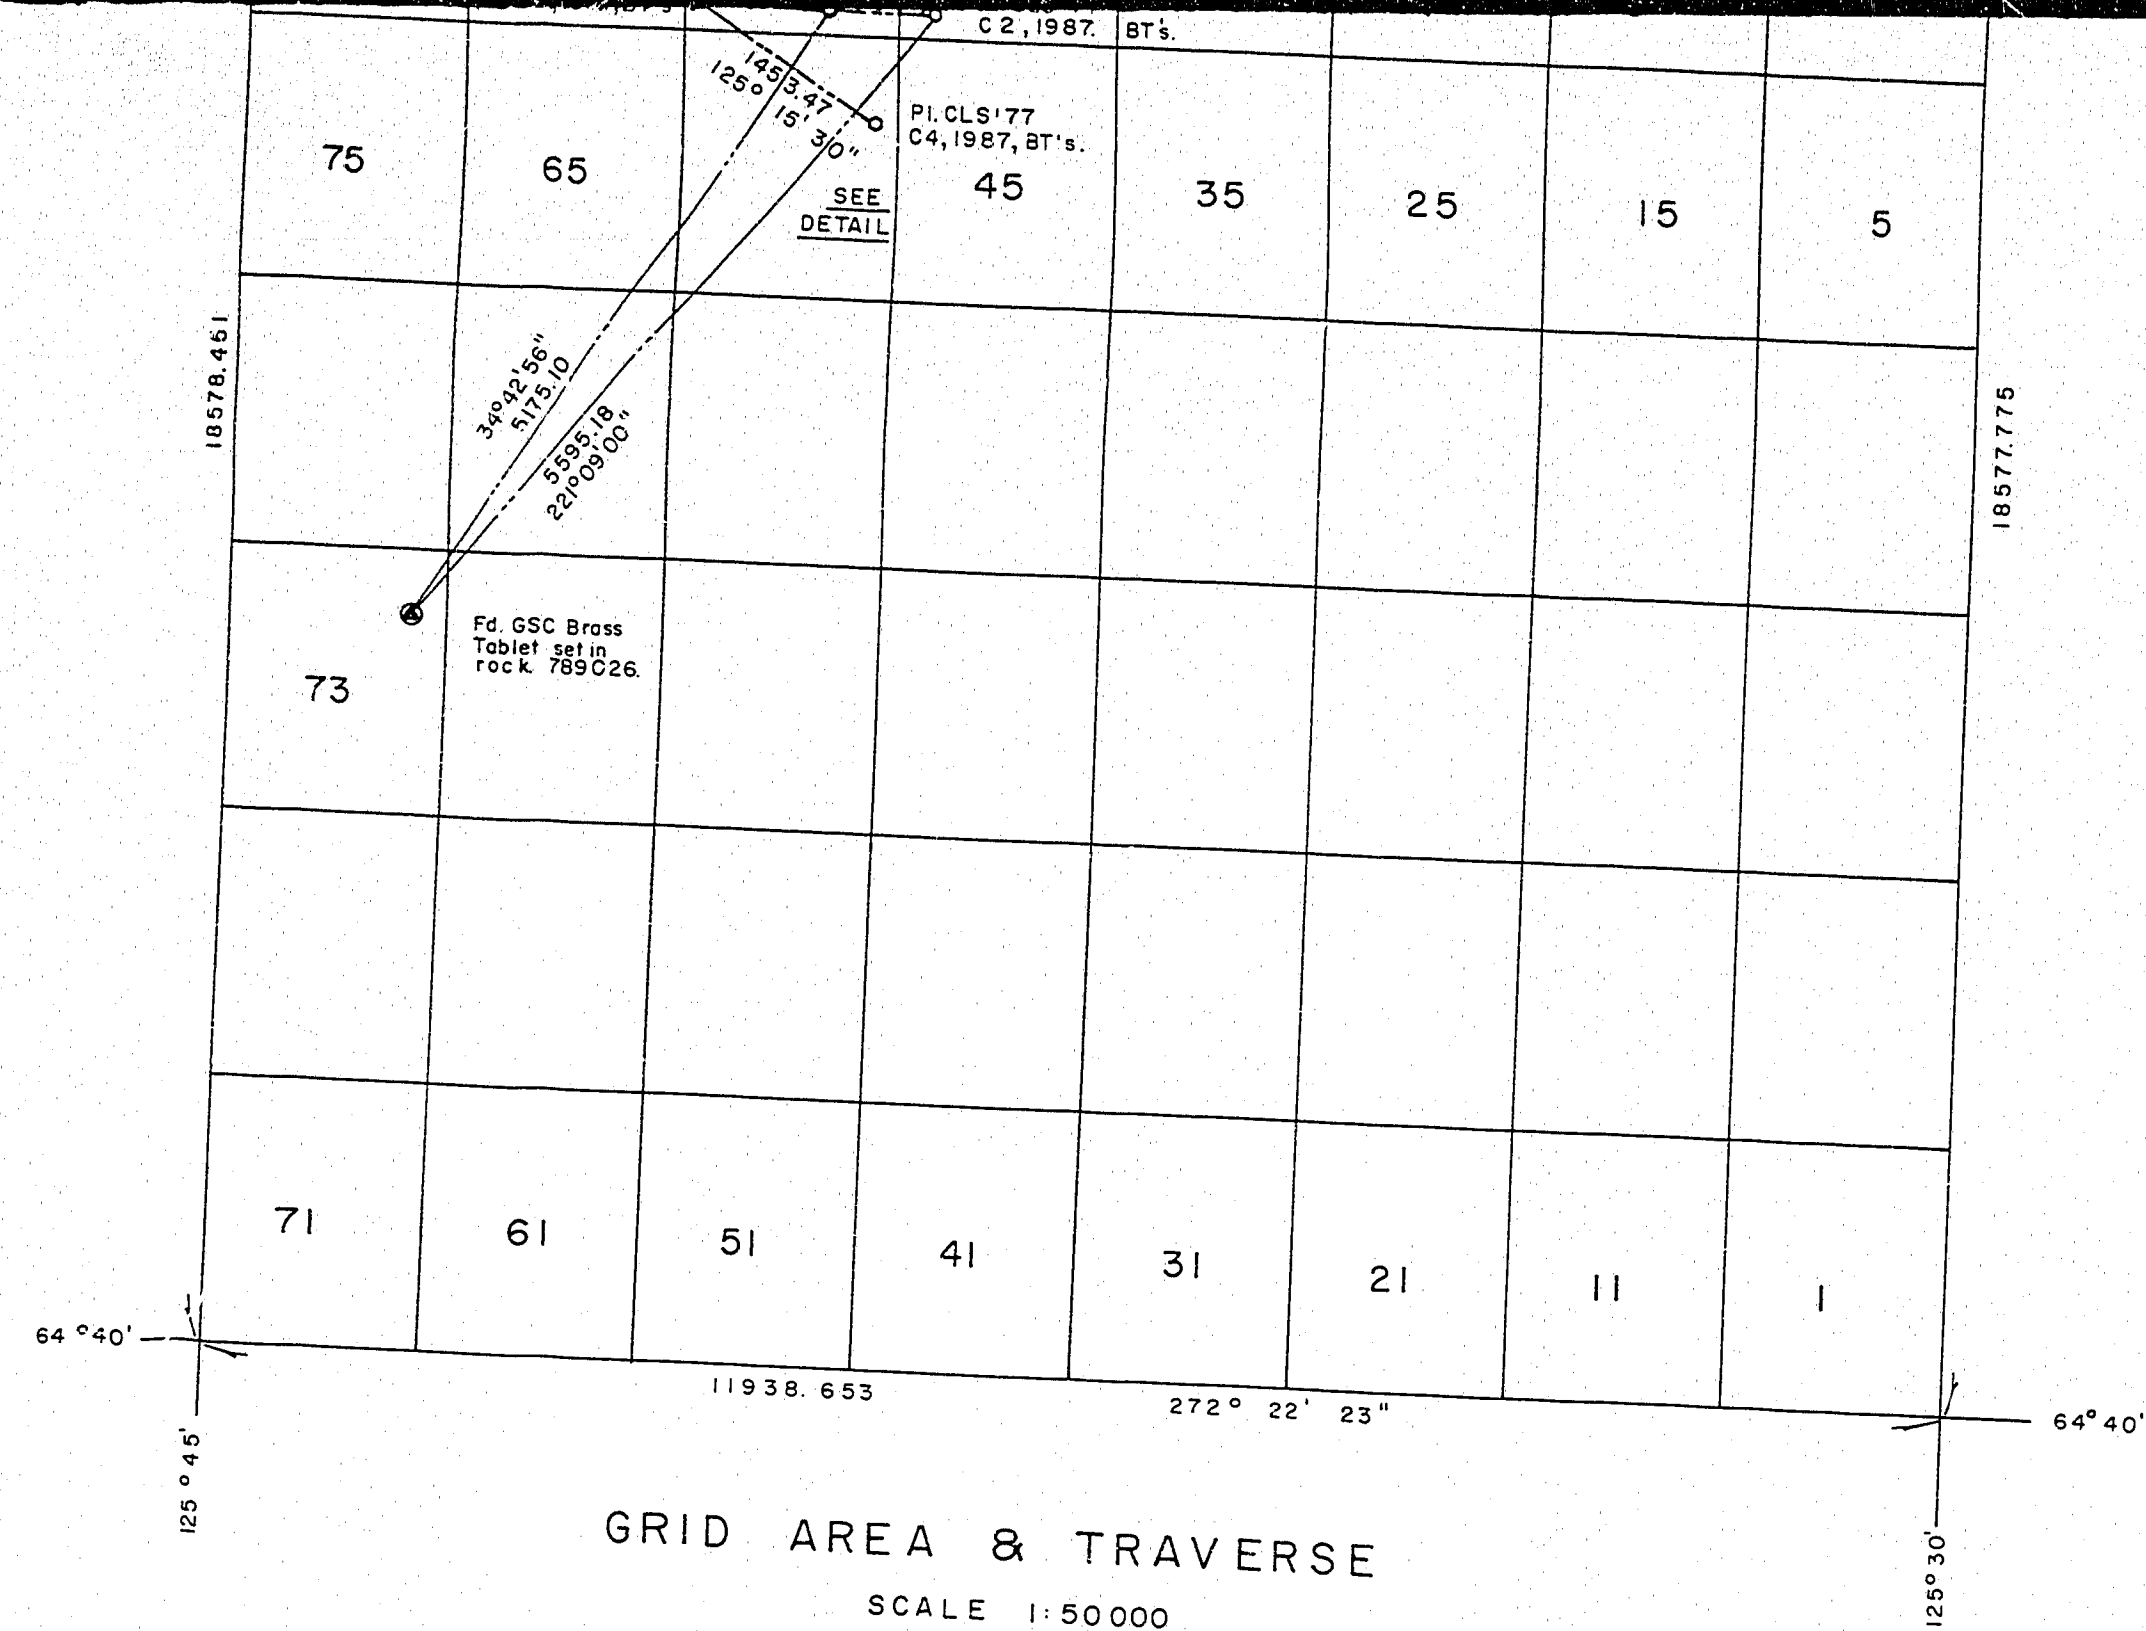 C 2, 1987.
BT's.
1453.47
125° 15' 30"
Pl. CLS '77
C4, 1987, BT's.
75
65
45
35
25
15
5
SEE
DETAIL
18578.461
34°42'56"
5175.10
5595.18
221°09'00"
18577.775
Fd. GSC Brass
Tablet set in
rock. 789C26.
73
71
61
51
41
31
21
11
1
64°40'
11938.653
272° 22' 23"
64°40'
125°45'
125°30'
GRID AREA & TRAVERSE
SCALE 1:50000